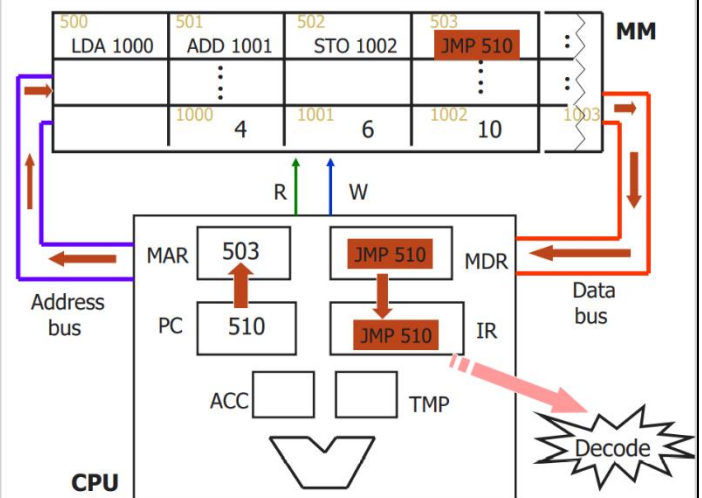 500 501 502 503
LDA 1000 ADD 1001 STO 1002 JMP 510 :
MM
1000 1001 1002 1003
4 6 10
R W
MAR 503 JMP 510 MDR
Address bus
PC 510 JMP 510 IR
Data bus
ACC TMP
Decode
CPU